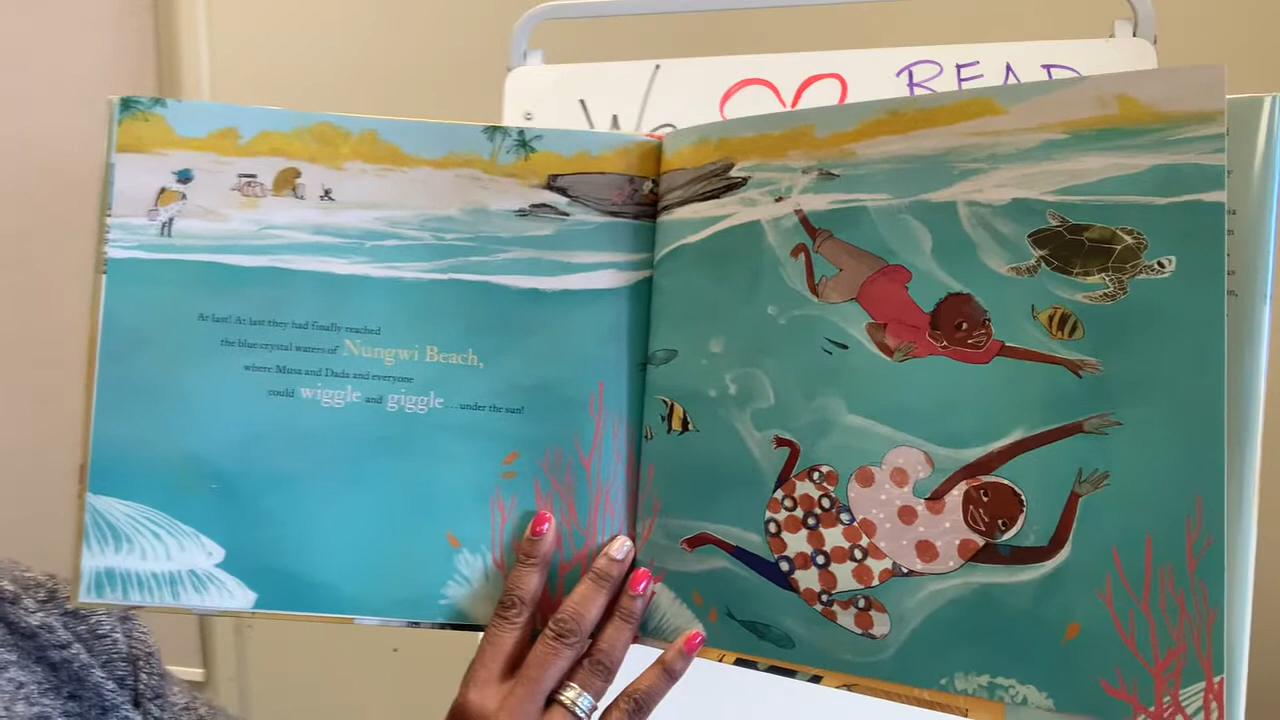 We READ
At last! At last they had finally reached
the blue crystal waters of Nungwi Beach,
where Musa and Dada and everyone
could wiggle and giggle...under the sun!